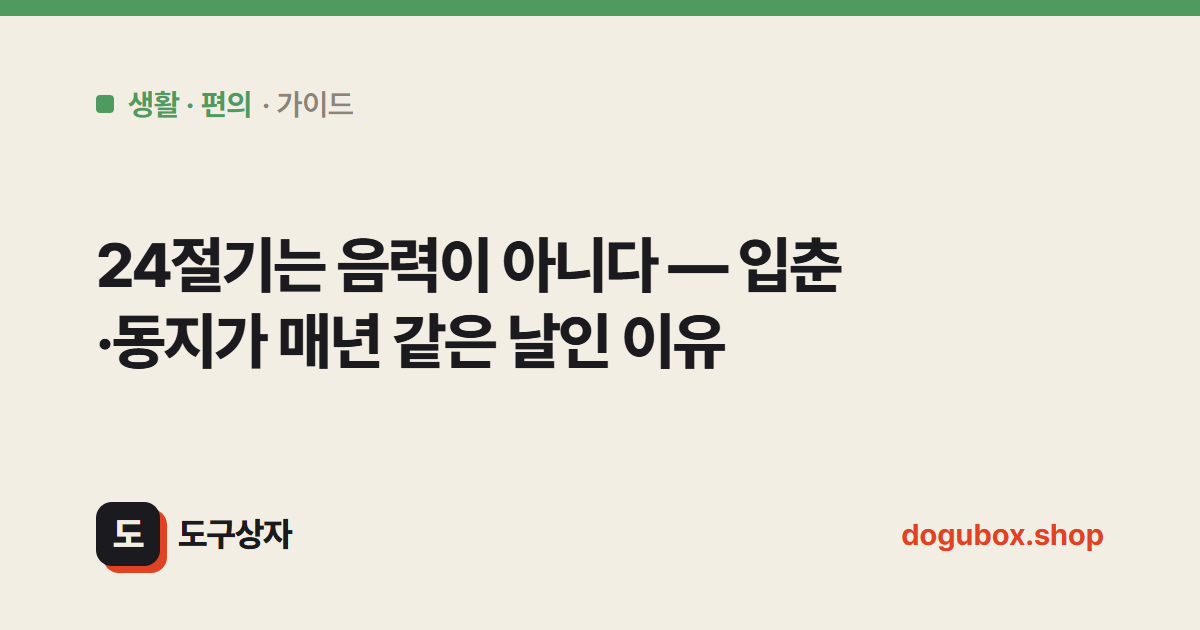 생활 · 편의 · 가이드
24절기는 음력이 아니다 — 입춘
·동지가 매년 같은 날인 이유
도 도구상자
dogubox.shop